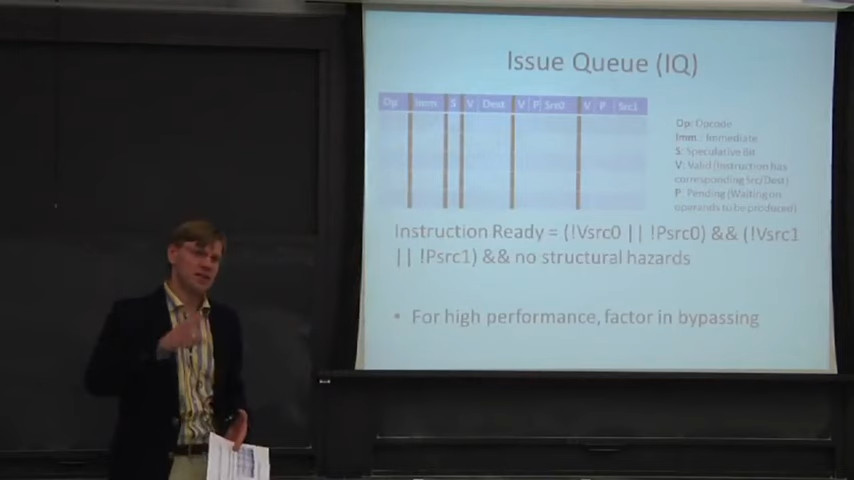 Issue Queue (IQ)
Op Imm S V Dest V P Src0 V P Src1
Op: Opcode
Imm.: Immediate
S: Speculative Bit
V: Valid (Instruction has
corresponding Src/Dest)
P: Pending (Waiting on
operands to be produced)
Instruction Ready = (!Vsrc0 || !Psrc0) && (!Vsrc1
|| !Psrc1) && no structural hazards
• For high performance, factor in bypassing